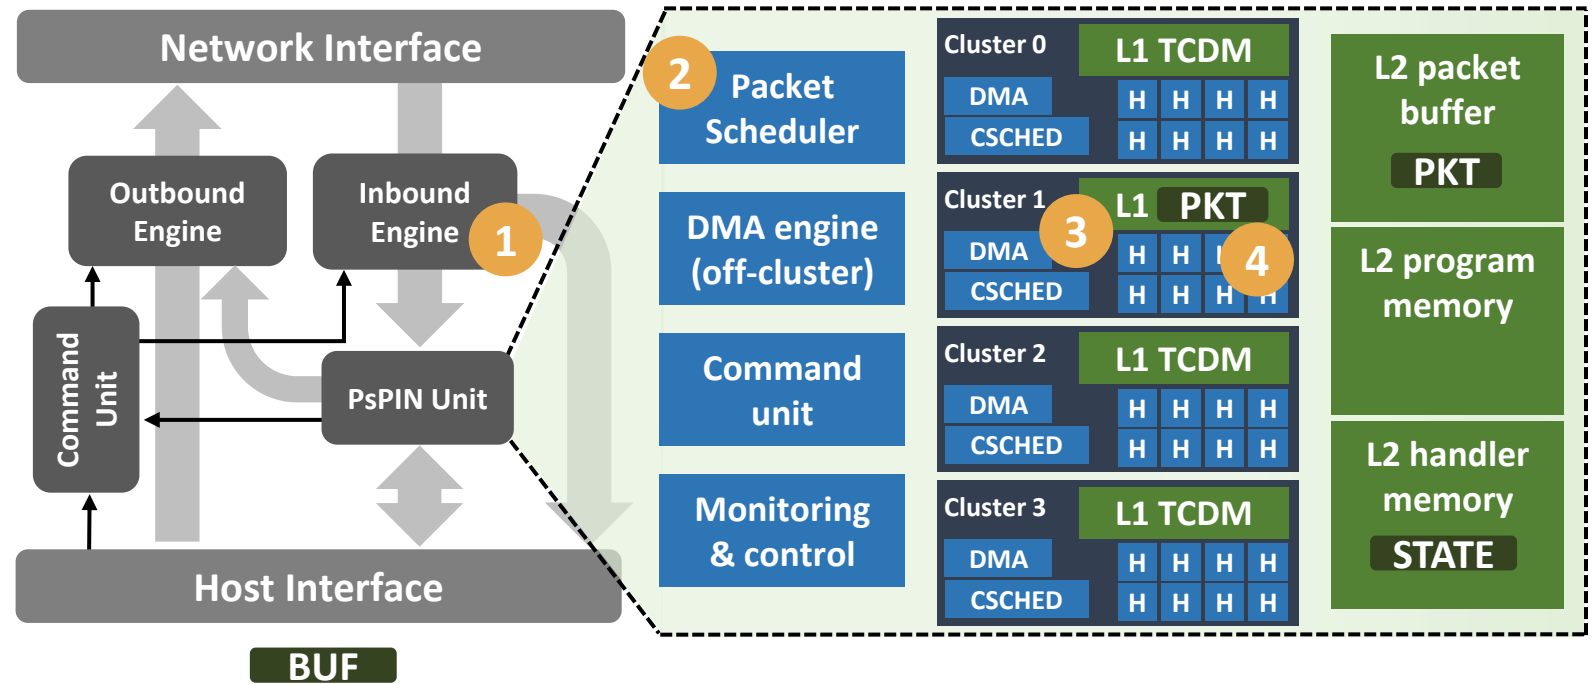 Network Interface
Outbound
Engine
Inbound
Engine
1
Command
Unit
PsPIN Unit
Host Interface
BUF
2
Packet
Scheduler
DMA engine
(off-cluster)
Command
unit
Monitoring
& control
Cluster 0
L1 TCDM
DMA
H H H H
CSCHED
H H H H
Cluster 1
L1 PKT
3
DMA
H H H
4
CSCHED
H H H H
Cluster 2
L1 TCDM
DMA
H H H H
CSCHED
H H H H
Cluster 3
L1 TCDM
DMA
H H H H
CSCHED
H H H H
L2 packet
buffer
PKT
L2 program
memory
L2 handler
memory
STATE